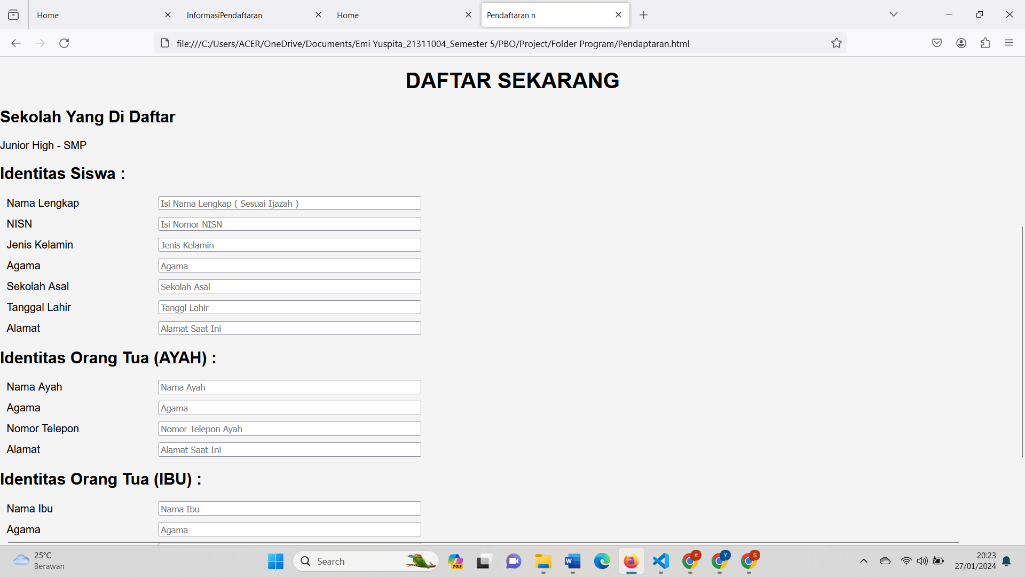 Home
InformasiPendaftaran
Home
Pendaftaran n
file:///C:/Users/ACER/OneDrive/Documents/Emi Yuspita_21311004_Semester 5/PBO/Project/Folder Program/Pendaptaran.html
DAFTAR SEKARANG
Sekolah Yang Di Daftar
Junior High - SMP
Identitas Siswa :
Nama Lengkap Isi Nama Lengkap ( Sesuai Ijazah )
NISN Isi Nomor NISN
Jenis Kelamin Jenis Kelamin
Agama Agama
Sekolah Asal Sekolah Asal
Tanggal Lahir Tanggl Lahir
Alamat Alamat Saat Ini
Identitas Orang Tua (AYAH) :
Nama Ayah Nama Ayah
Agama Agama
Nomor Telepon Nomor Telepon Ayah
Alamat Alamat Saat Ini
Identitas Orang Tua (IBU) :
Nama Ibu Nama Ibu
Agama Agama
25°C
Berawan
Search
20:23
27/01/2024